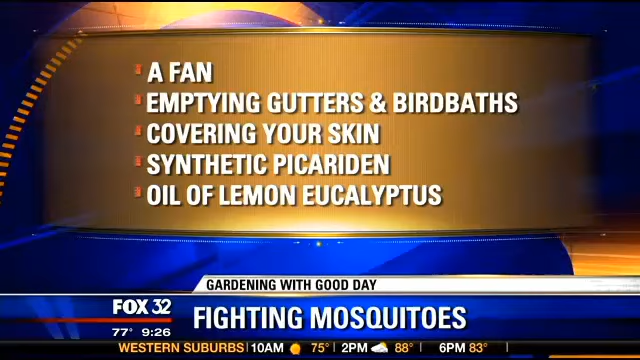 A FAN
EMPTYING GUTTERS & BIRDBATHS
COVERING YOUR SKIN
SYNTHETIC PICARIDEN
OIL OF LEMON EUCALYPTUS
GARDENING WITH GOOD DAY
FOX 32
77° 9:26
FIGHTING MOSQUITOES
WESTERN SUBURBS 10AM 75° 2PM 88° 6PM 83°